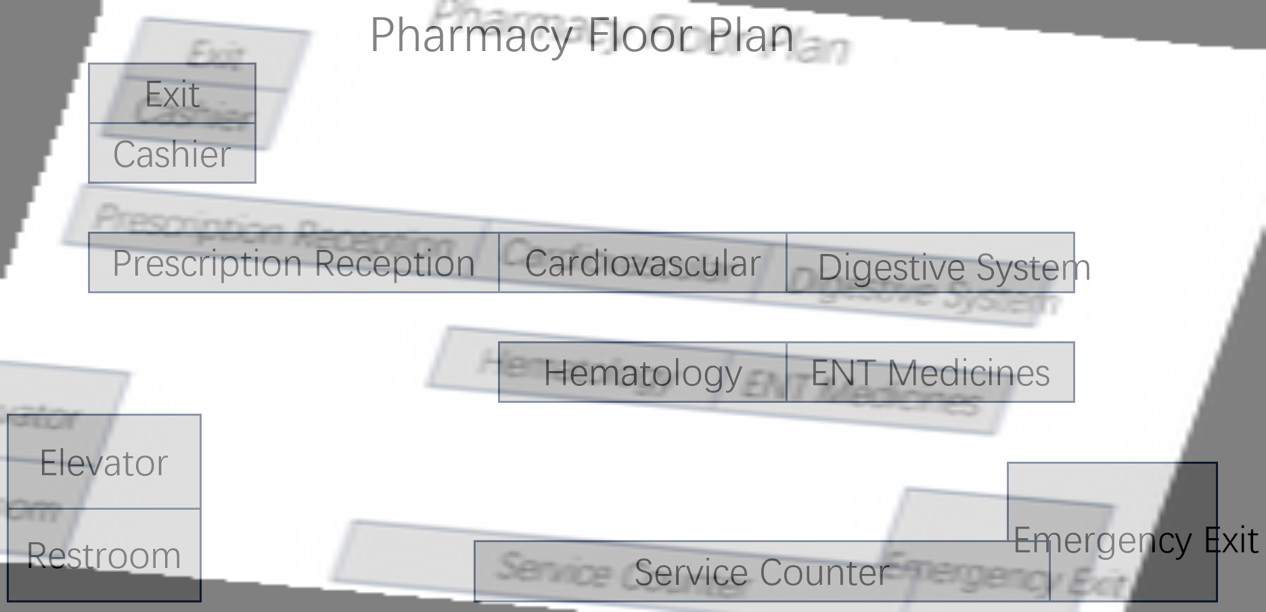 Pharmacy Floor Plan
Exit
Cashier
Prescription Reception Cardiovascular Digestive System
Hematology ENT Medicines
Elevator
Restroom
Service Counter
Emergency Exit